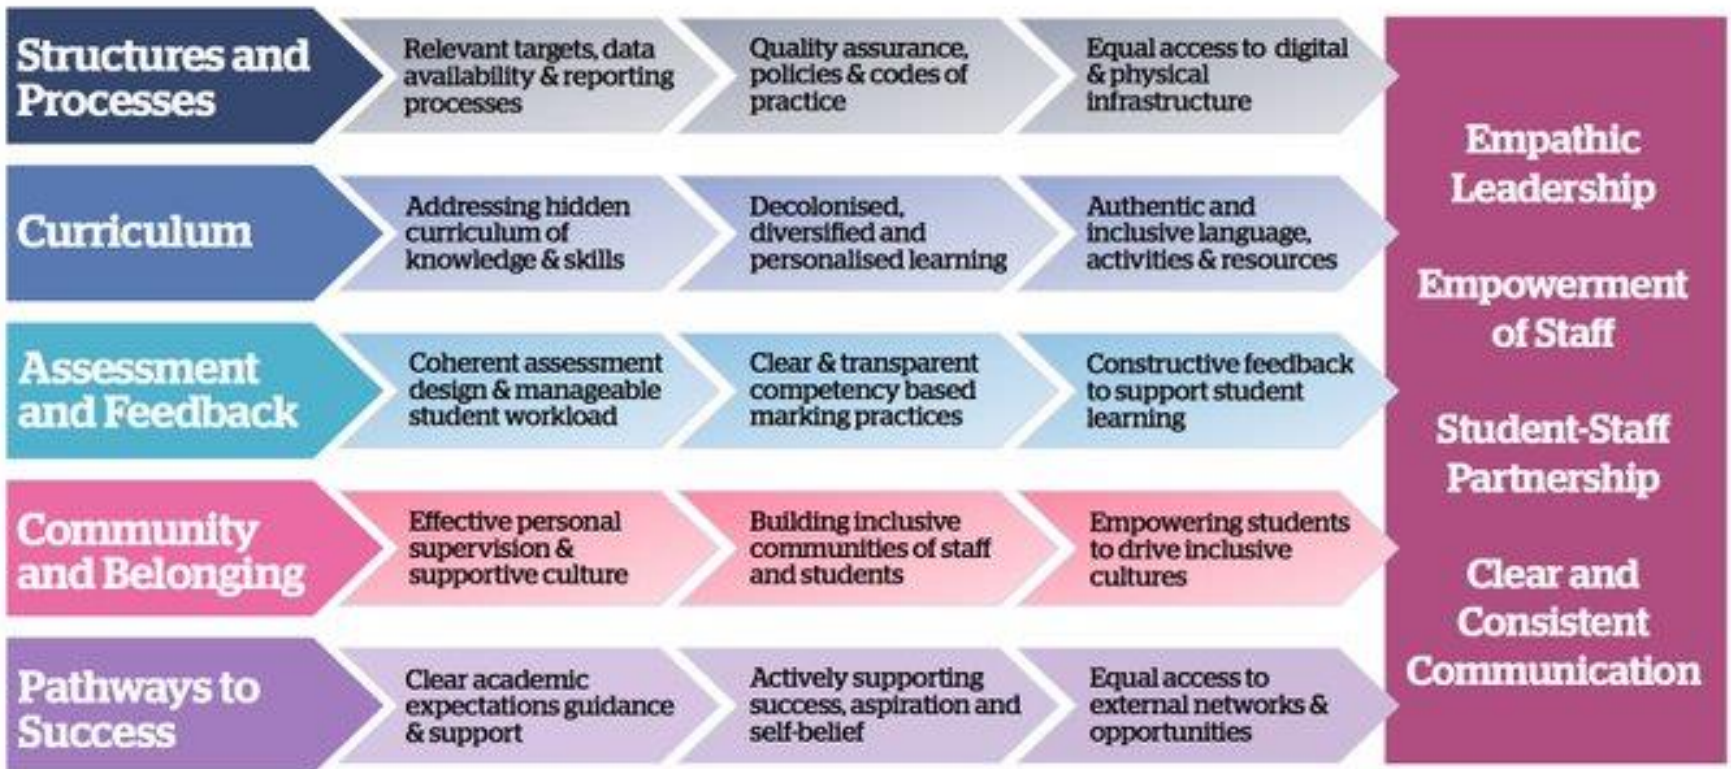 Structures and
Processes
Relevant targets, data
availability & reporting
processes
Quality assurance,
policies & codes of
practice
Equal access to digital
& physical
infrastructure
Curriculum
Addressing hidden
curriculum of
knowledge & skills
Decolonised,
diversified and
personalised learning
Authentic and
inclusive language,
activities & resources
Assessment
and Feedback
Coherent assessment
design & manageable
student workload
Clear & transparent
competency based
marking practices
Constructive feedback
to support student
learning
Community
and Belonging
Effective personal
supervision &
supportive culture
Building inclusive
communities of staff
and students
Empowering students
to drive inclusive
cultures
Pathways to
Success
Clear academic
expectations guidance
& support
Actively supporting
success, aspiration and
self-belief
Equal access to
external networks &
opportunities
Empathic
Leadership
Empowerment
of Staff
Student-Staff
Partnership
Clear and
Consistent
Communication